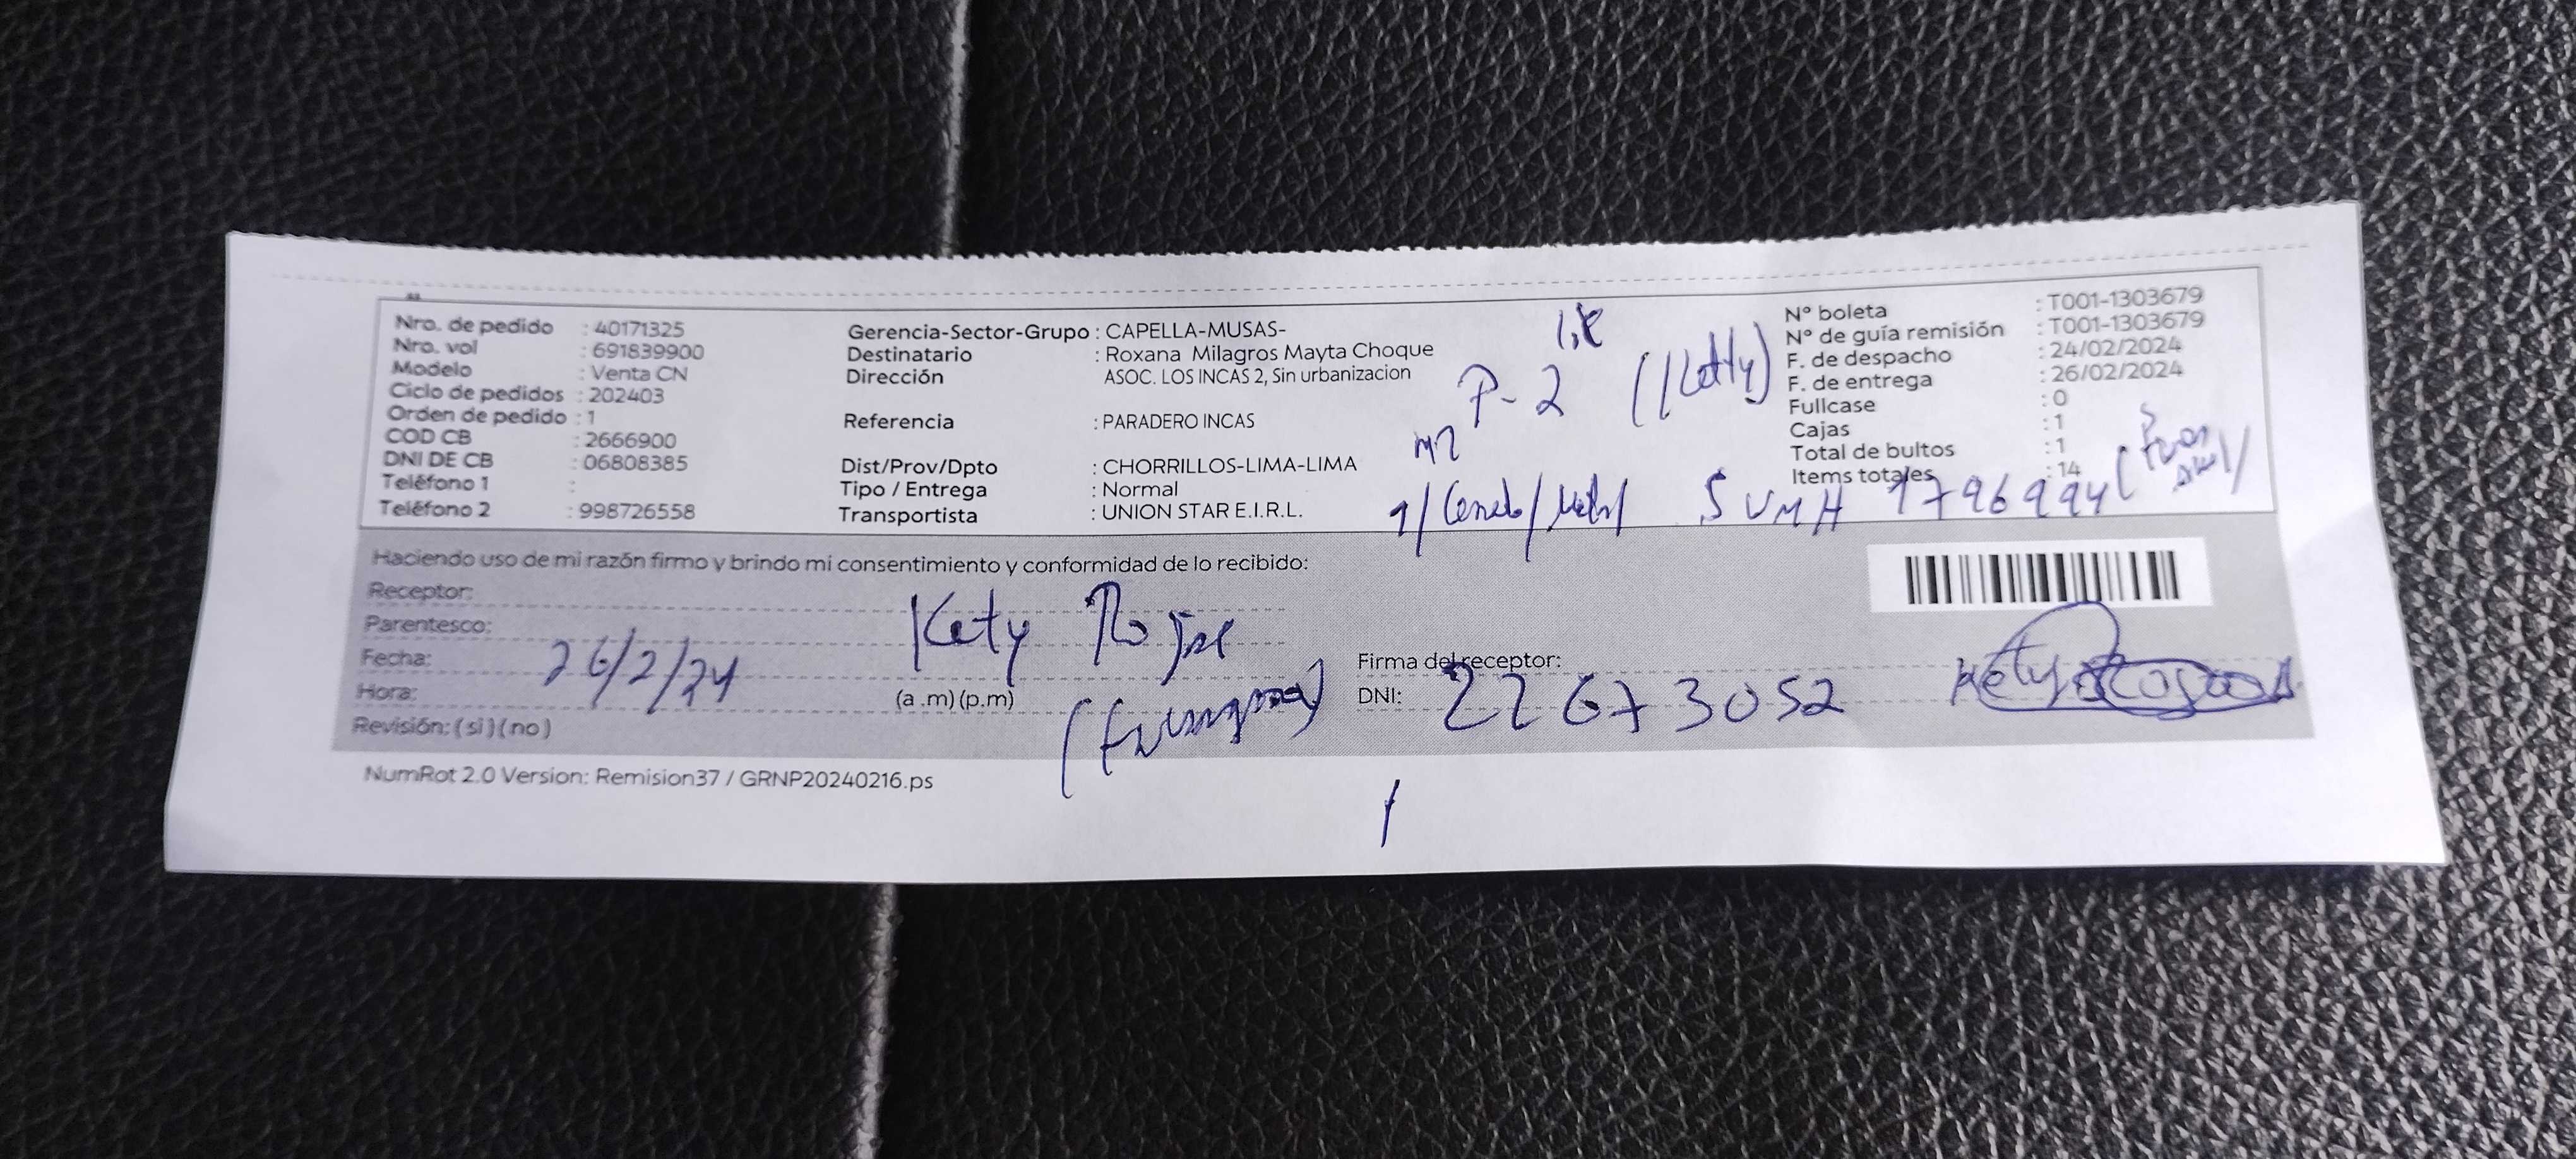 Nro. de pedido : 40171325
Nro. vol : 691839900
Modelo : Venta CN
Ciclo de pedidos : 202403
Orden de pedido : 1
COD CB : 2666900
DNI DE CB : 06808385
Teléfono 1 :
Teléfono 2 : 998726558
Gerencia-Sector-Grupo : CAPELLA-MUSAS-
Destinatario : Roxana Milagros Mayta Choque
Dirección ASOC. LOS INCAS 2, Sin urbanizacion
Referencia : PARADERO INCAS
Dist/Prov/Dpto : CHORRILLOS-LIMA-LIMA
Tipo / Entrega : Normal
Transportista : UNION STAR E.I.R.L.
P-2 (Ketty)
N° boleta : T001-1303679
N° de guía remisión : T001-1303679
F. de despacho : 24/02/2024
F. de entrega : 26/02/2024
Fullcase : 0
Cajas : 1
Total de bultos : 1
Items totales : 14
Haciendo uso de mi razón firmo y brindo mi consentimiento y conformidad de lo recibido:
Receptor:
Kety
Parentesco:
Fecha: 26/2/24
Hora: (a .m) (p.m)
Revisión: (si) (no)
Firma del receptor:
DNI: 22673052
NumRot 2.0 Version: Remision37 / GRNP20240216.ps